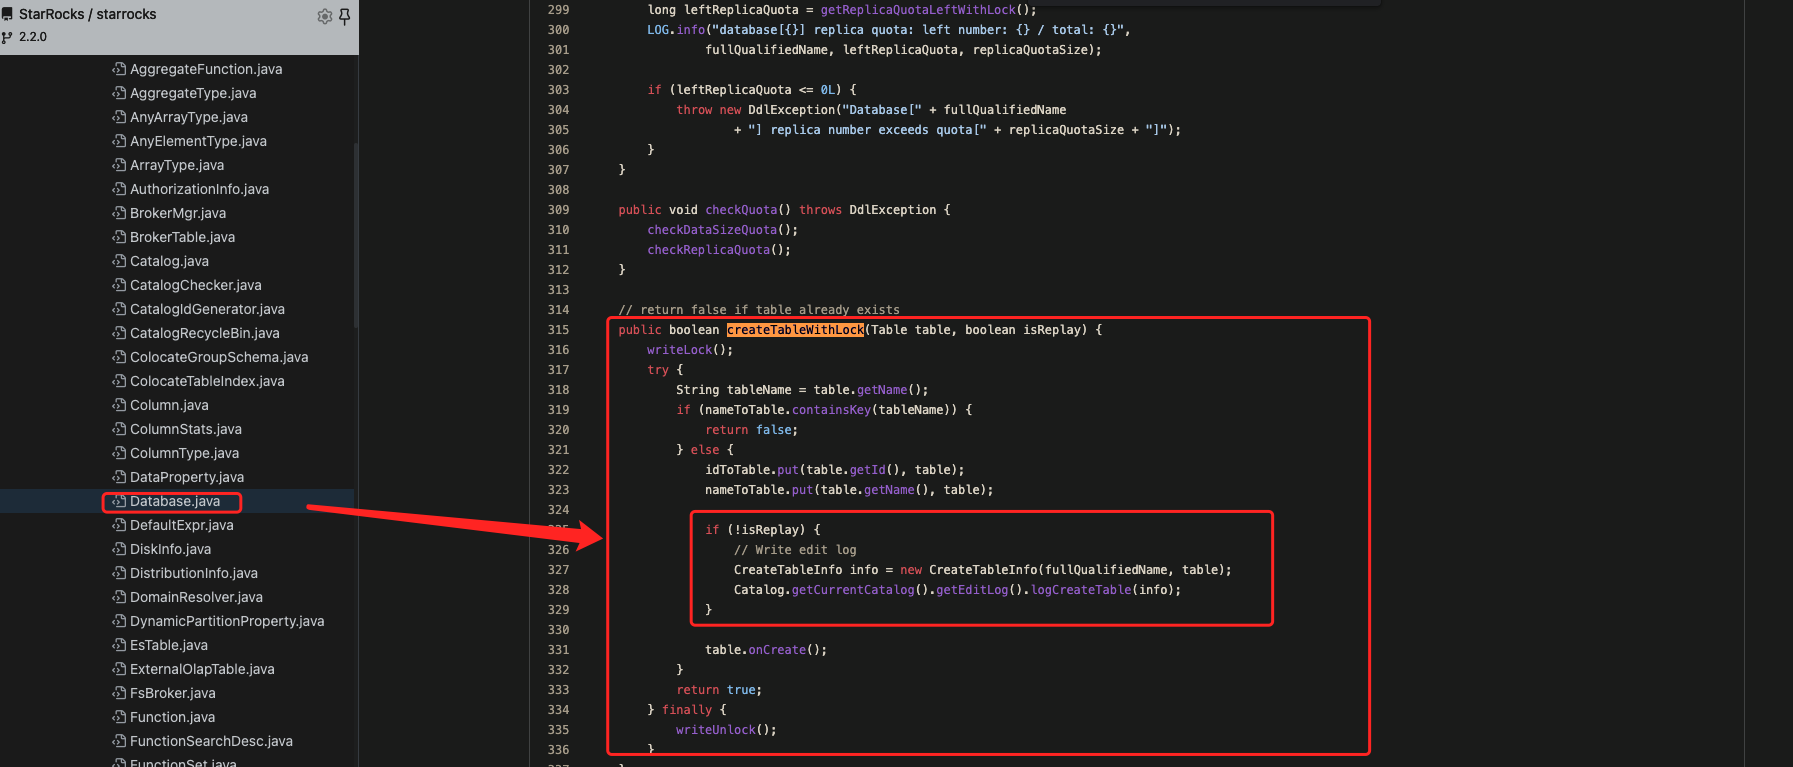 StarRocks / starrocks
2.2.0
AggregateFunction.java
AggregateType.java
AnyArrayType.java
AnyElementType.java
ArrayType.java
AuthorizationInfo.java
BrokerMgr.java
BrokerTable.java
Catalog.java
CatalogChecker.java
CatalogIdGenerator.java
CatalogRecycleBin.java
ColocateGroupSchema.java
ColocateTableIndex.java
Column.java
ColumnStats.java
ColumnType.java
DataProperty.java
Database.java
DefaultExpr.java
DiskInfo.java
DistributionInfo.java
DomainResolver.java
DynamicPartitionProperty.java
EsTable.java
ExternalOlapTable.java
FsBroker.java
Function.java
FunctionSearchDesc.java
FunctionSet.java
299 long leftReplicaQuota = getReplicaQuotaLeftWithLock();
300 LOG.info("database[{}] replica quota: left number: {} / total: {}",
301 fullQualifiedName, leftReplicaQuota, replicaQuotaSize);
302
303 if (leftReplicaQuota <= 0L) {
304 throw new DdlException("Database[" + fullQualifiedName
305 + "] replica number exceeds quota[" + replicaQuotaSize + "]");
306 }
307 }
308
309 public void checkQuota() throws DdlException {
310 checkDataSizeQuota();
311 checkReplicaQuota();
312 }
313
314 // return false if table already exists
315 public boolean createTableWithLock(Table table, boolean isReplay) {
316 writeLock();
317 try {
318 String tableName = table.getName();
319 if (nameToTable.containsKey(tableName)) {
320 return false;
321 } else {
322 idToTable.put(table.getId(), table);
323 nameToTable.put(table.getName(), table);
324
325 if (!isReplay) {
326 // Write edit log
327 CreateTableInfo info = new CreateTableInfo(fullQualifiedName, table);
328 Catalog.getCurrentCatalog().getEditLog().logCreateTable(info);
329 }
330
331 table.onCreate();
332 }
333 return true;
334 } finally {
335 writeUnlock();
336 }
337 }